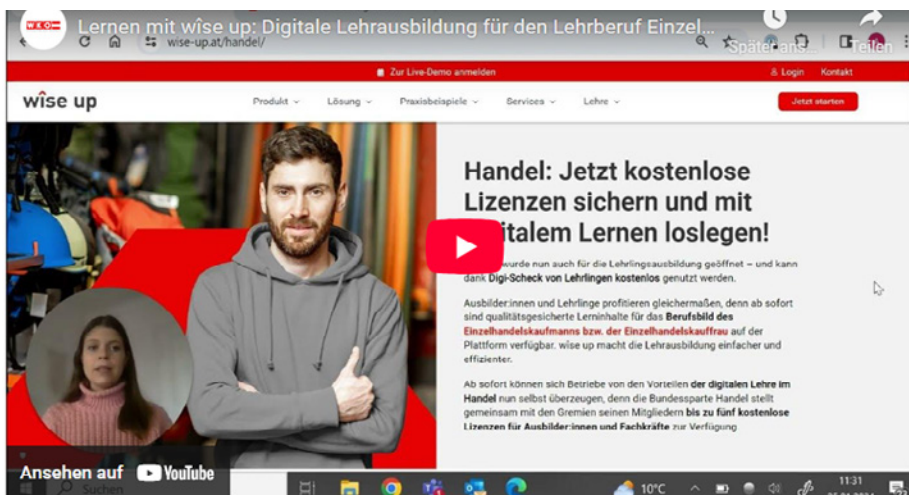 WKO
Lernen mit wîse up: Digitale Lehrausbildung für den Lehrberuf Einzel...
wise-up.at/handel/
Später ans... Teilen
Zur Live-Demo anmelden
Login Kontakt
wîse up
Produkt Lösung Praxisbeispiele Services Lehre
Jetzt starten
Handel: Jetzt kostenlose
Lizenzen sichern und mit
italem Lernen loslegen!
wurde nun auch für die Lehrlingsausbildung geöffnet – und kann
dank Digi-Scheck von Lehrlingen kostenlos genutzt werden.
Ausbilder:innen und Lehrlinge profitieren gleichermaßen, denn ab sofort
sind qualitätsgesicherte Lerninhalte für das Berufsbild des
Einzelhandelskaufmanns bzw. der Einzelhandelskauffrau auf der
Plattform verfügbar. wise up macht die Lehrausbildung einfacher und
effizienter.
Ab sofort können sich Betriebe von den Vorteilen der digitalen Lehre im
Handel nun selbst überzeugen, denn die Bundessparte Handel stellt
gemeinsam mit den Gremien seinen Mitgliedern bis zu fünf kostenlose
Lizenzen für Ausbilder:innen und Fachkräfte zur Verfügung
Ansehen auf YouTube
Suchen
10°C
11:31